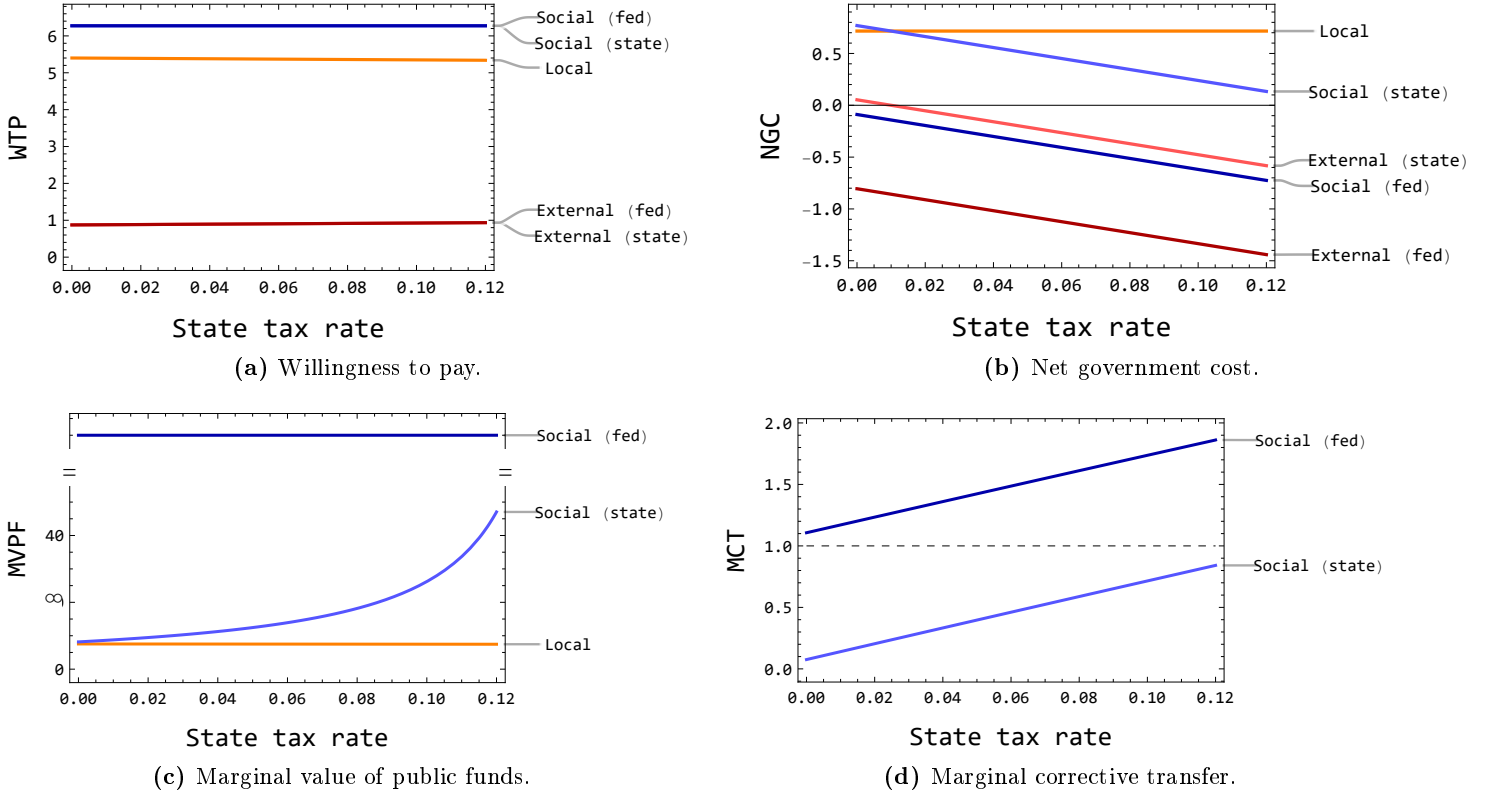 WTP
6
5
4
3
2
1
0
Social (fed)
Social (state)
Local
External (fed)
External (state)
0.00 0.02 0.04 0.06 0.08 0.10 0.12
State tax rate
(a) Willingness to pay.
NGC
0.5
0.0
−0.5
−1.0
−1.5
Local
Social (state)
External (state)
Social (fed)
External (fed)
0.00 0.02 0.04 0.06 0.08 0.10 0.12
State tax rate
(b) Net government cost.
MVPF
∞
40
0
Social (fed)
Social (state)
Local
0.00 0.02 0.04 0.06 0.08 0.10 0.12
State tax rate
(c) Marginal value of public funds.
MCT
2.0
1.5
1.0
0.5
0.0
Social (fed)
Social (state)
0.00 0.02 0.04 0.06 0.08 0.10 0.12
State tax rate
(d) Marginal corrective transfer.